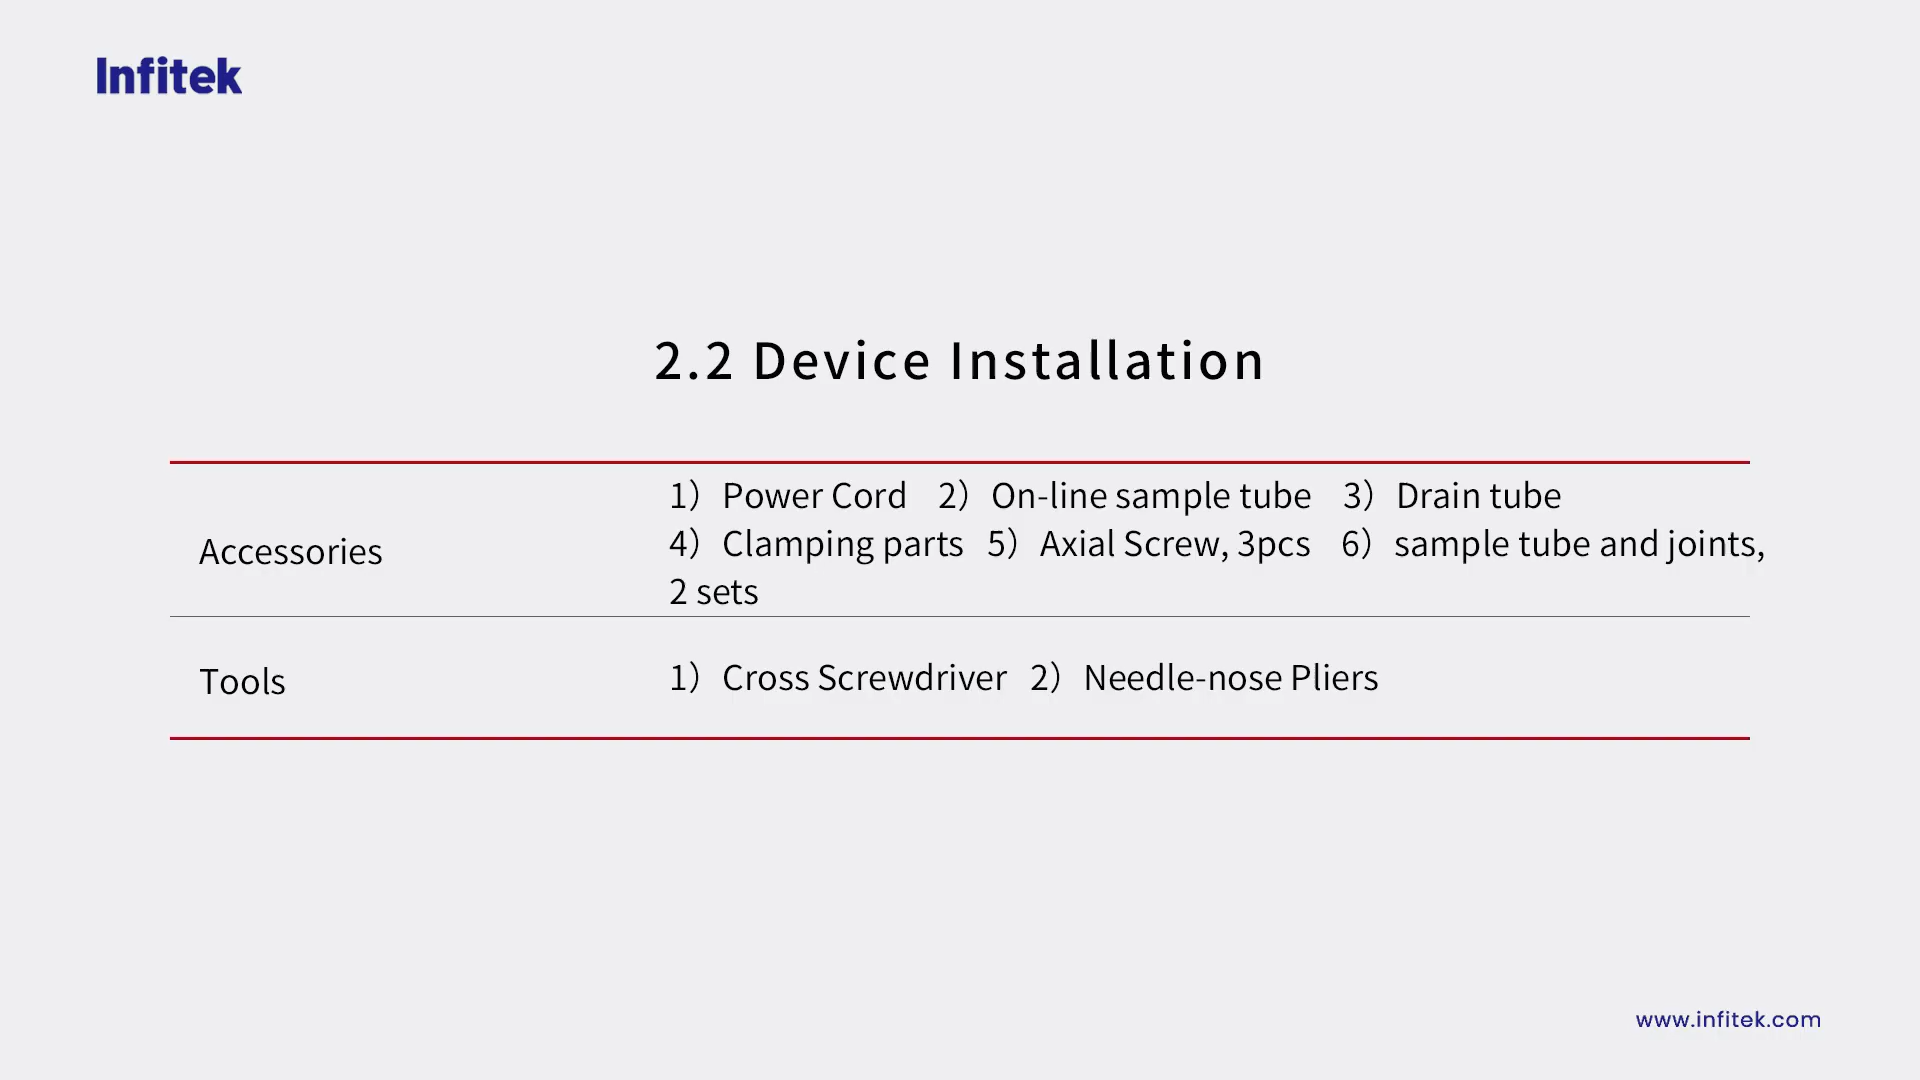 Infitek
2.2 Device Installation
Accessories
1）Power Cord 2）On-line sample tube 3）Drain tube
4）Clamping parts 5）Axial Screw, 3pcs 6）sample tube and joints,
2 sets
Tools
1）Cross Screwdriver 2）Needle-nose Pliers
www.infitek.com